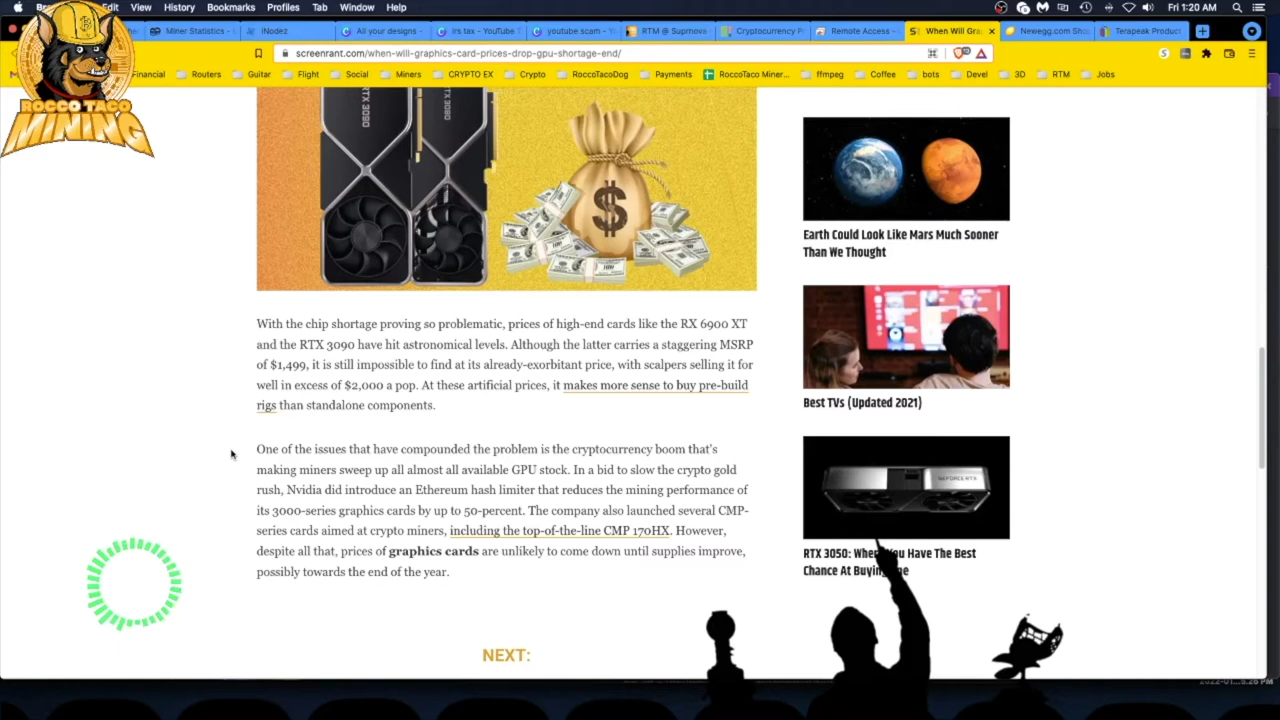 Edit View History Bookmarks Profiles Tab Window Help
Fri 1:20 AM
Miner Statistics - iNodez All your designs - Irs tax - YouTube T youtube scam - Yo RTM @ Suprnova Cryptocurrency P Remote Access - When Will Gra Newegg.com Sho Terapeak Product
screenrant.com/when-will-graphics-card-prices-drop-gpu-shortage-end/
Financial Routers Guitar Flight Social Miners CRYPTO EX Crypto RoccoTacoDog Payments RoccoTaco Miner... ffmpeg Coffee bots Devel 3D RTM Jobs
ROCCO TACO
MINING
RTX 3090
RTX 3090
$
With the chip shortage proving so problematic, prices of high-end cards like the RX 6900 XT
and the RTX 3090 have hit astronomical levels. Although the latter carries a staggering MSRP
of $1,499, it is still impossible to find at its already-exorbitant price, with scalpers selling it for
well in excess of $2,000 a pop. At these artificial prices, it makes more sense to buy pre-build
rigs than standalone components.
One of the issues that have compounded the problem is the cryptocurrency boom that's
making miners sweep up all almost all available GPU stock. In a bid to slow the crypto gold
rush, Nvidia did introduce an Ethereum hash limiter that reduces the mining performance of
its 3000-series graphics cards by up to 50-percent. The company also launched several CMP-
series cards aimed at crypto miners, including the top-of-the-line CMP 170HX. However,
despite all that, prices of graphics cards are unlikely to come down until supplies improve,
possibly towards the end of the year.
NEXT:
Earth Could Look Like Mars Much Sooner
Than We Thought
Best TVs (Updated 2021)
GEFORCE RTX
RTX 3050: Where You Have The Best
Chance At Buying One